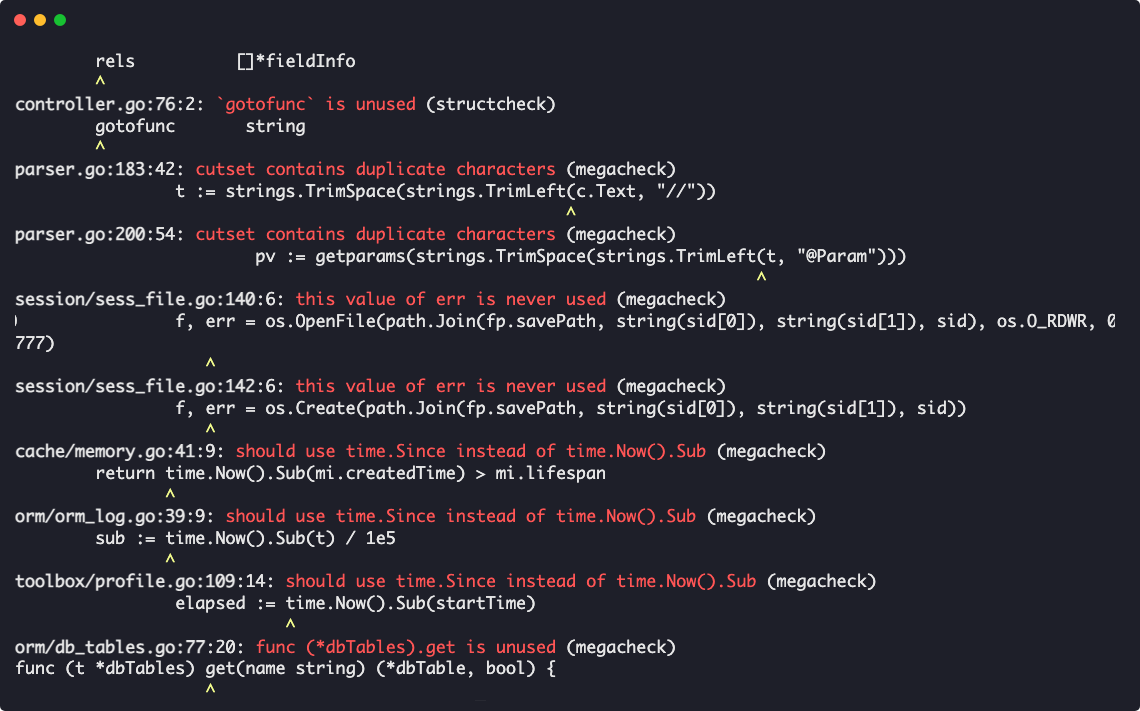 rels          []*fieldInfo
        ^
controller.go:76:2: `gotofunc` is unused (structcheck)
        gotofunc       string
        ^
parser.go:183:42: cutset contains duplicate characters (megacheck)
                t := strings.TrimSpace(strings.TrimLeft(c.Text, "//"))
                                                       ^
parser.go:200:54: cutset contains duplicate characters (megacheck)
                        pv := getparams(strings.TrimSpace(strings.TrimLeft(t, "@Param")))
                                                                          ^
session/sess_file.go:140:6: this value of err is never used (megacheck)
)               f, err = os.OpenFile(path.Join(fp.savePath, string(sid[0]), string(sid[1]), sid), os.O_RDWR, 0
777)
                   ^
session/sess_file.go:142:6: this value of err is never used (megacheck)
                f, err = os.Create(path.Join(fp.savePath, string(sid[0]), string(sid[1]), sid))
                   ^
cache/memory.go:41:9: should use time.Since instead of time.Now().Sub (megacheck)
        return time.Now().Sub(mi.createdTime) > mi.lifespan
               ^
orm/orm_log.go:39:9: should use time.Since instead of time.Now().Sub (megacheck)
        sub := time.Now().Sub(t) / 1e5
               ^
toolbox/profile.go:109:14: should use time.Since instead of time.Now().Sub (megacheck)
                elapsed := time.Now().Sub(startTime)
                           ^
orm/db_tables.go:77:20: func (*dbTables).get is unused (megacheck)
func (t *dbTables) get(name string) (*dbTable, bool) {
                   ^